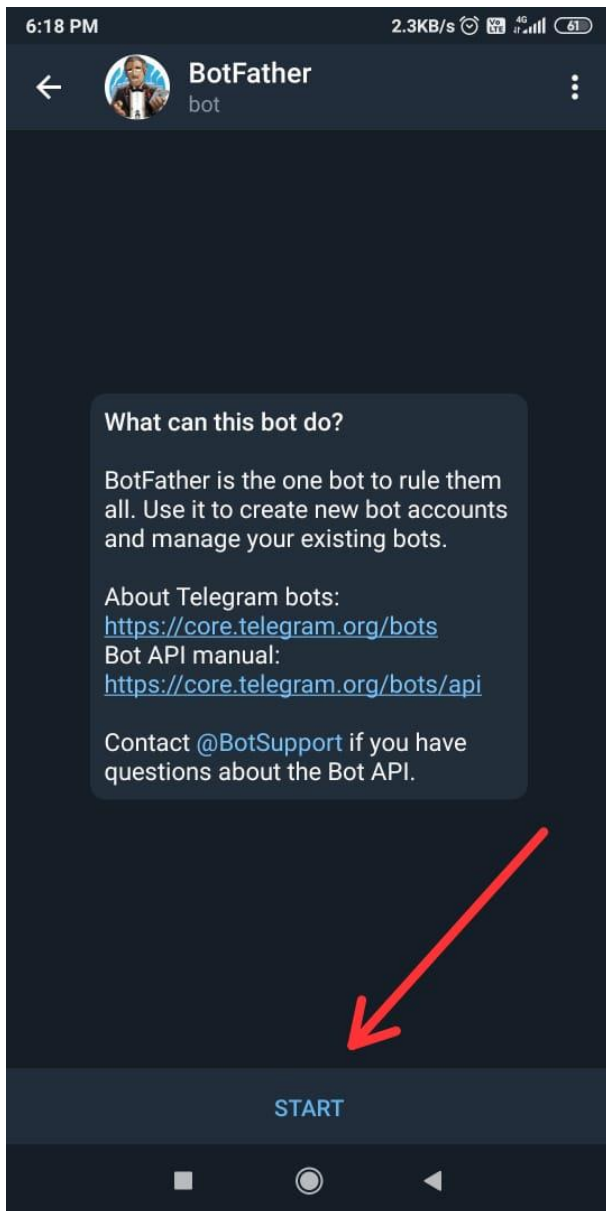 6:18 PM
2.3KB/s Vo LTE 4G 61
BotFather
bot
What can this bot do?
BotFather is the one bot to rule them
all. Use it to create new bot accounts
and manage your existing bots.
About Telegram bots:
https://core.telegram.org/bots
Bot API manual:
https://core.telegram.org/bots/api
Contact @BotSupport if you have
questions about the Bot API.
START